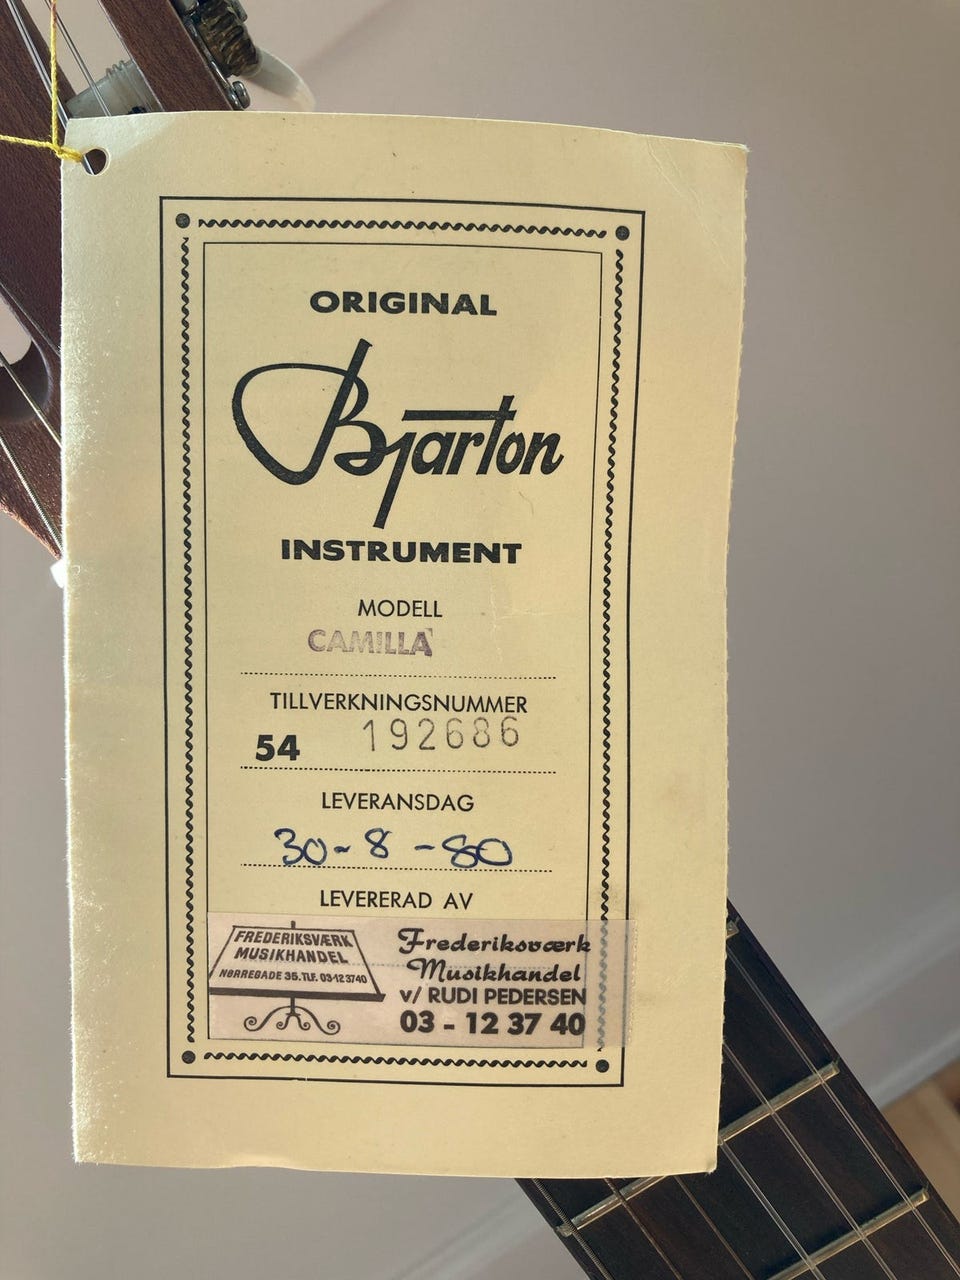 ORIGINAL
Bjarton
INSTRUMENT
MODELL
CAMILLA
TILLVERKNINGSNUMMER
54 192686
LEVERANSDAG
30-8-80
LEVERERAD AV
FREDERIKSVÆRK
MUSIKHANDEL
NØRREGADE 35. TLF. 03-12 3740
Frederiksværk
Musikhandel
v/ RUDI PEDERSEN
03 - 12 37 40